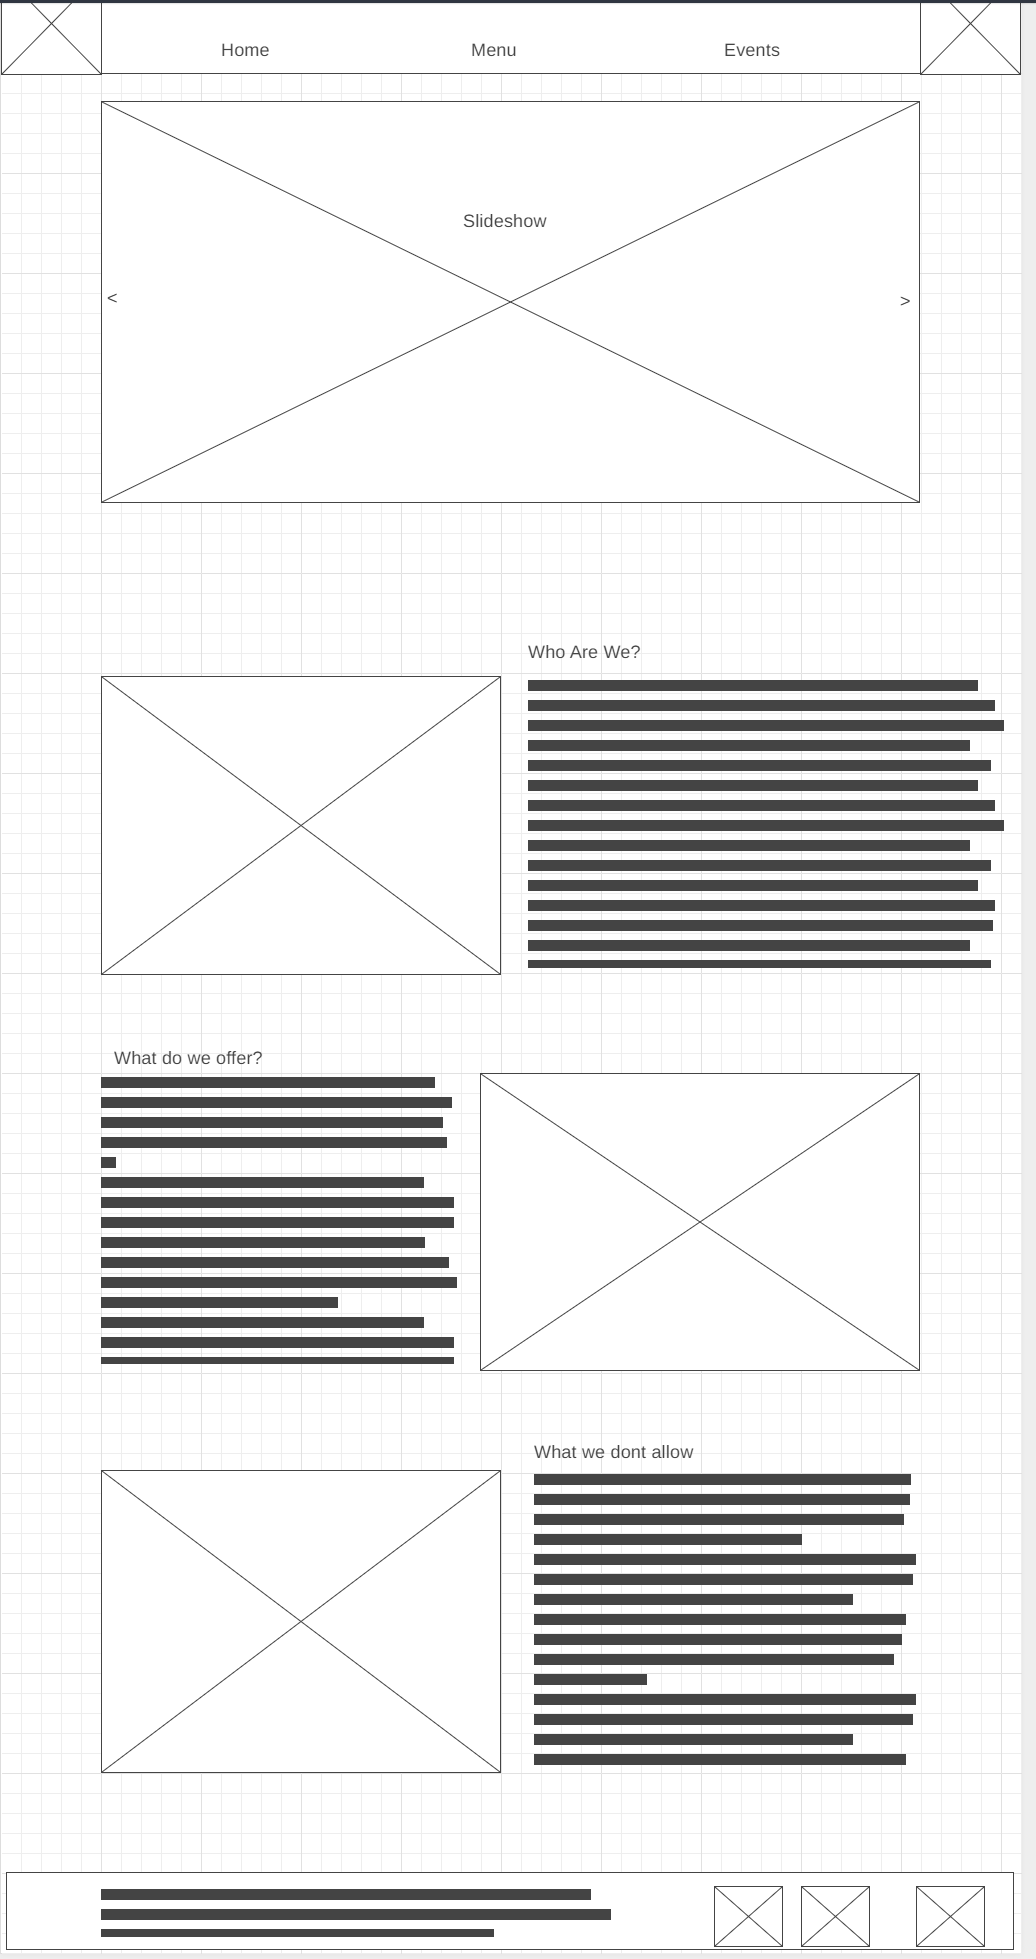 Home
Menu
Events
Slideshow
<
>
Who Are We?
What do we offer?
What we dont allow